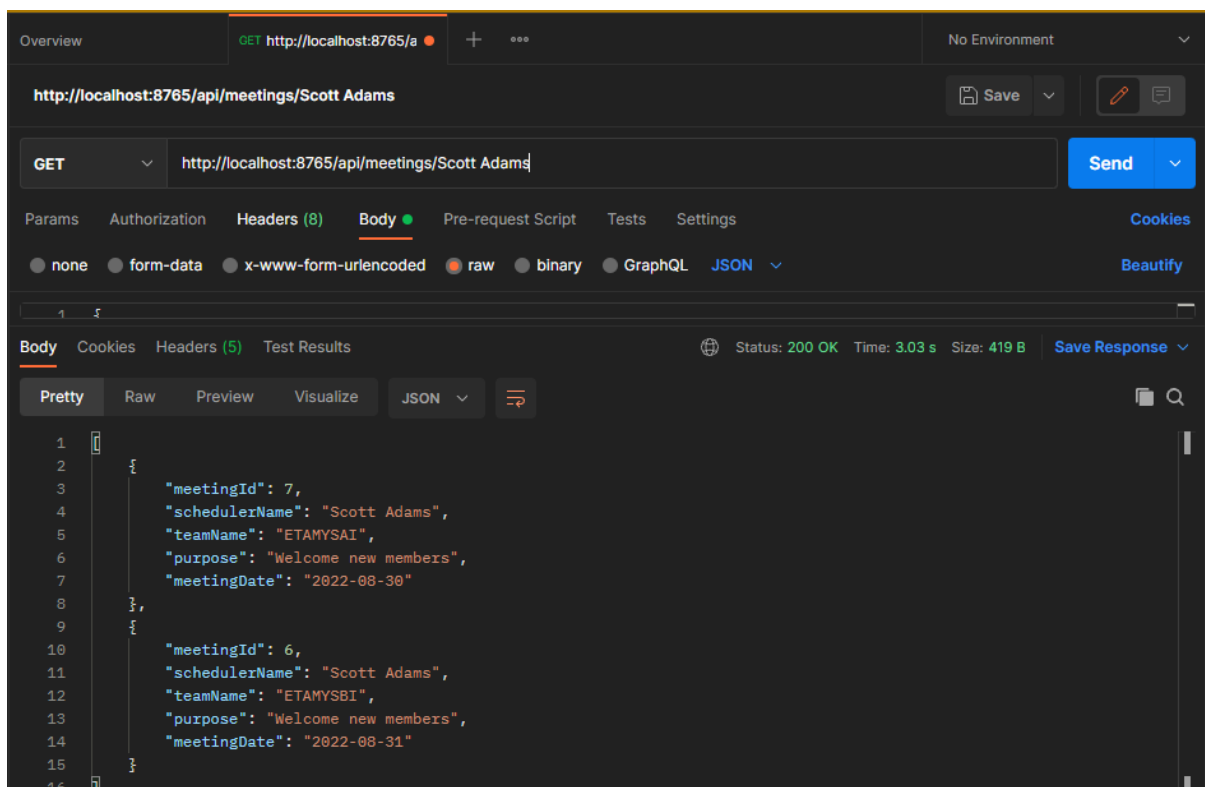 Overview GET http://localhost:8765/a No Environment
http://localhost:8765/api/meetings/Scott Adams Save
GET http://localhost:8765/api/meetings/Scott Adams Send
Params Authorization Headers (8) Body Pre-request Script Tests Settings Cookies
none form-data x-www-form-urlencoded raw binary GraphQL JSON Beautify
1 {
Body Cookies Headers (5) Test Results Status: 200 OK Time: 3.03 s Size: 419 B Save Response
Pretty Raw Preview Visualize JSON
1 [
2 {
3 "meetingId": 7,
4 "schedulerName": "Scott Adams",
5 "teamName": "ETAMYSAI",
6 "purpose": "Welcome new members",
7 "meetingDate": "2022-08-30"
8 },
9 {
10 "meetingId": 6,
11 "schedulerName": "Scott Adams",
12 "teamName": "ETAMYSBI",
13 "purpose": "Welcome new members",
14 "meetingDate": "2022-08-31"
15 }
16 ]